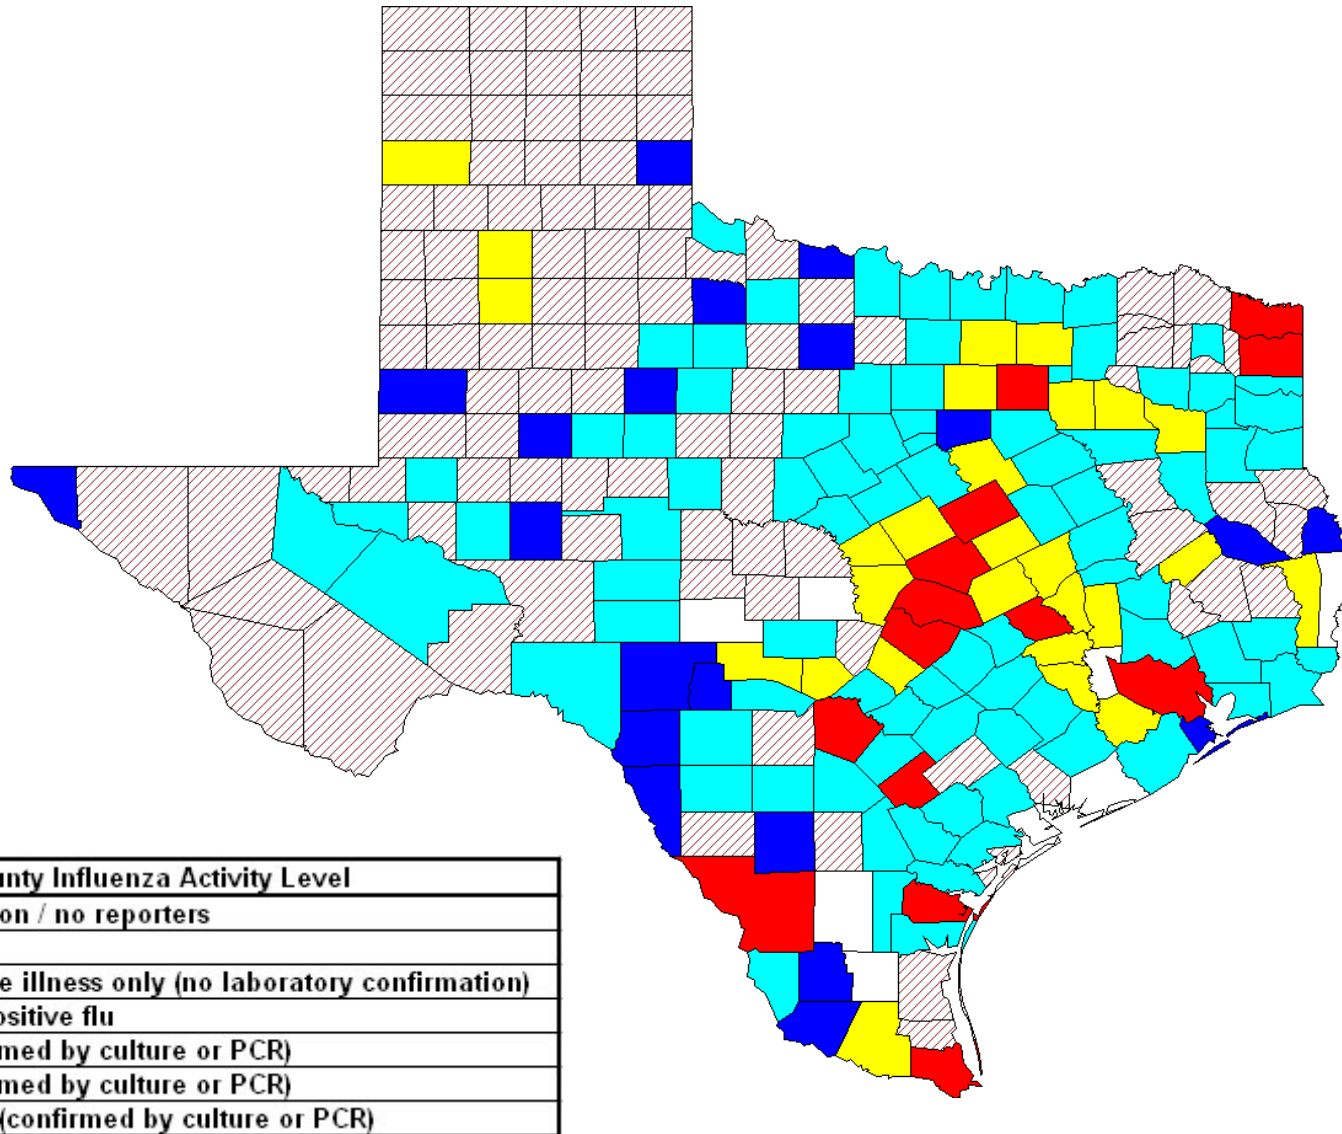 unty Influenza Activity Level
on / no reporters
e illness only (no laboratory confirmation)
ositive flu
med by culture or PCR)
med by culture or PCR)
(confirmed by culture or PCR)